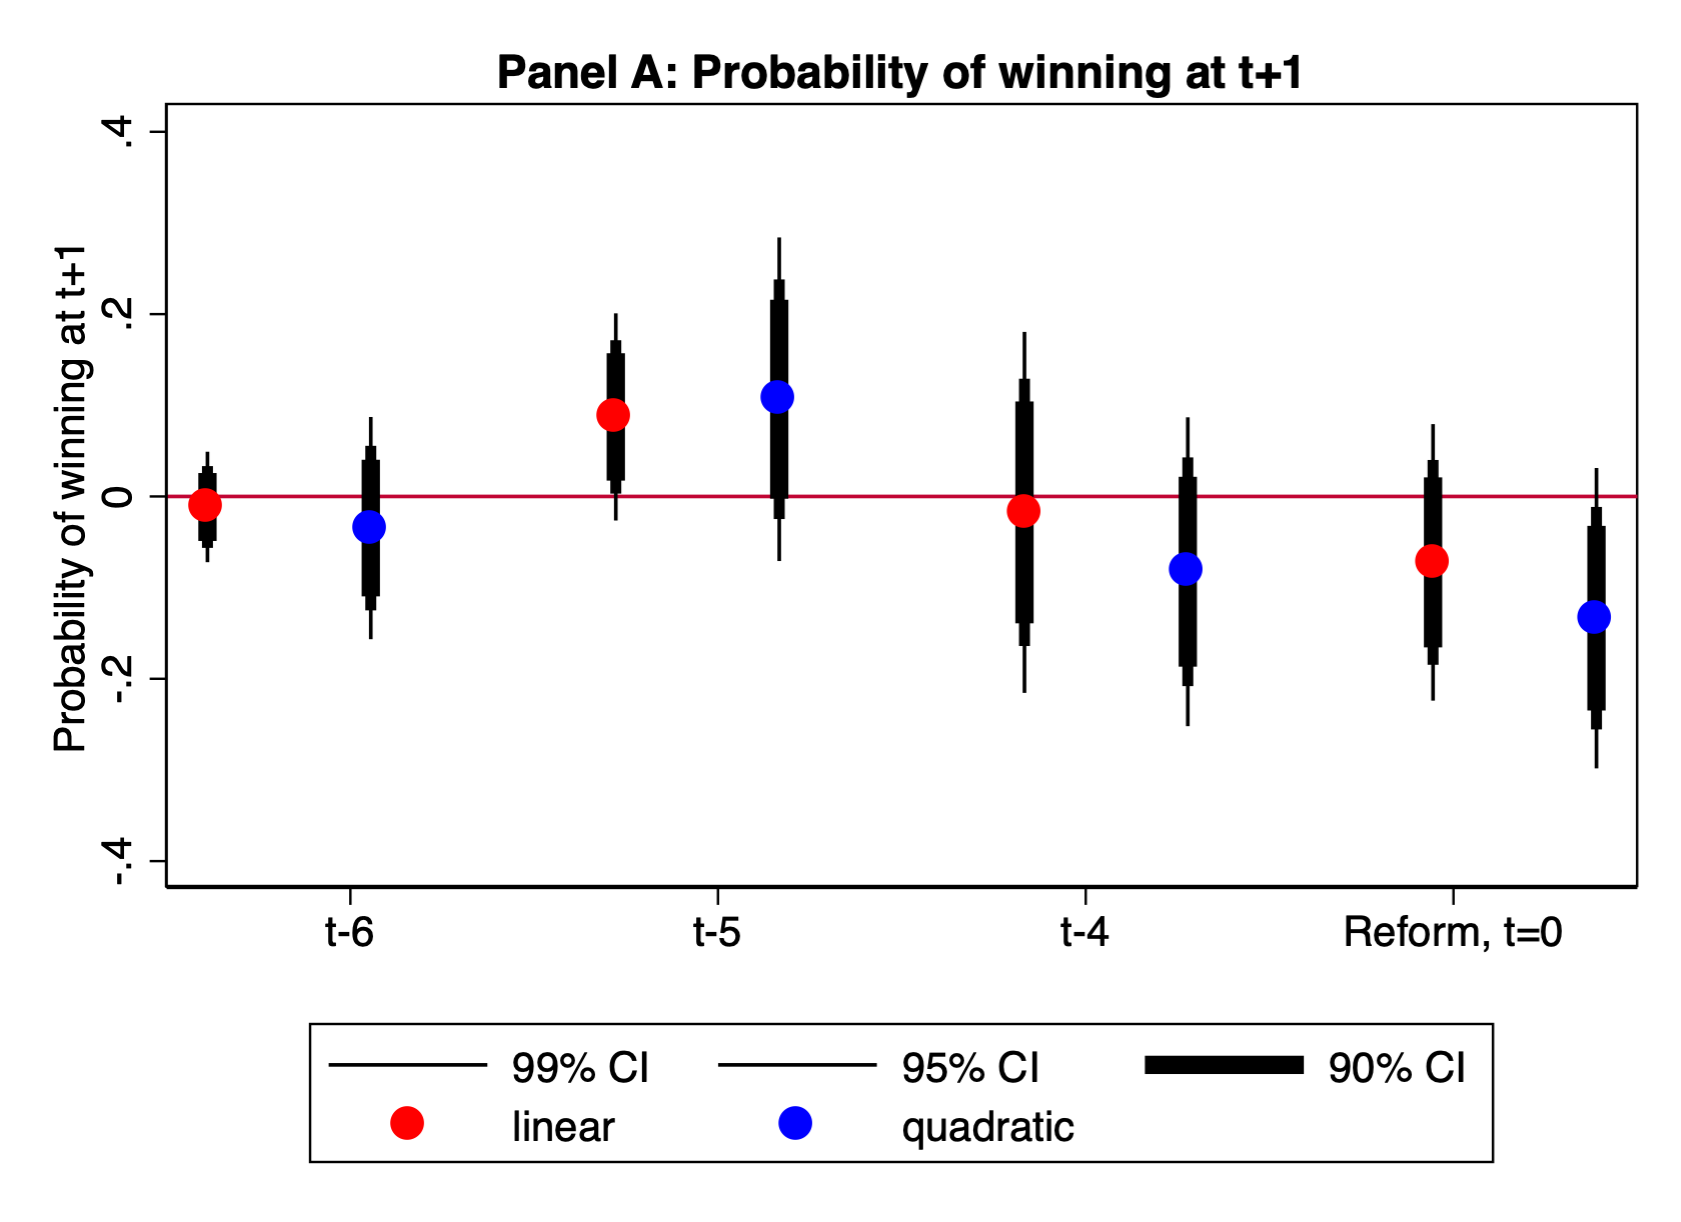 Panel A: Probability of winning at t+1
Probability of winning at t+1
.4
.2
0
-.2
-.4
t-6 t-5 t-4 Reform, t=0
99% CI 95% CI 90% CI
linear quadratic